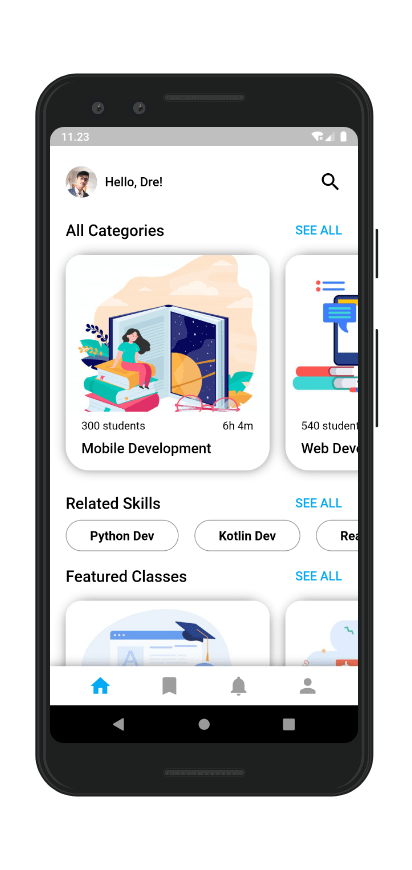 11.23
Hello, Dre!
All Categories SEE ALL
300 students 6h 4m
Mobile Development
540 student
Web Deve
Related Skills SEE ALL
Python Dev Kotlin Dev Rea
Featured Classes SEE ALL
A